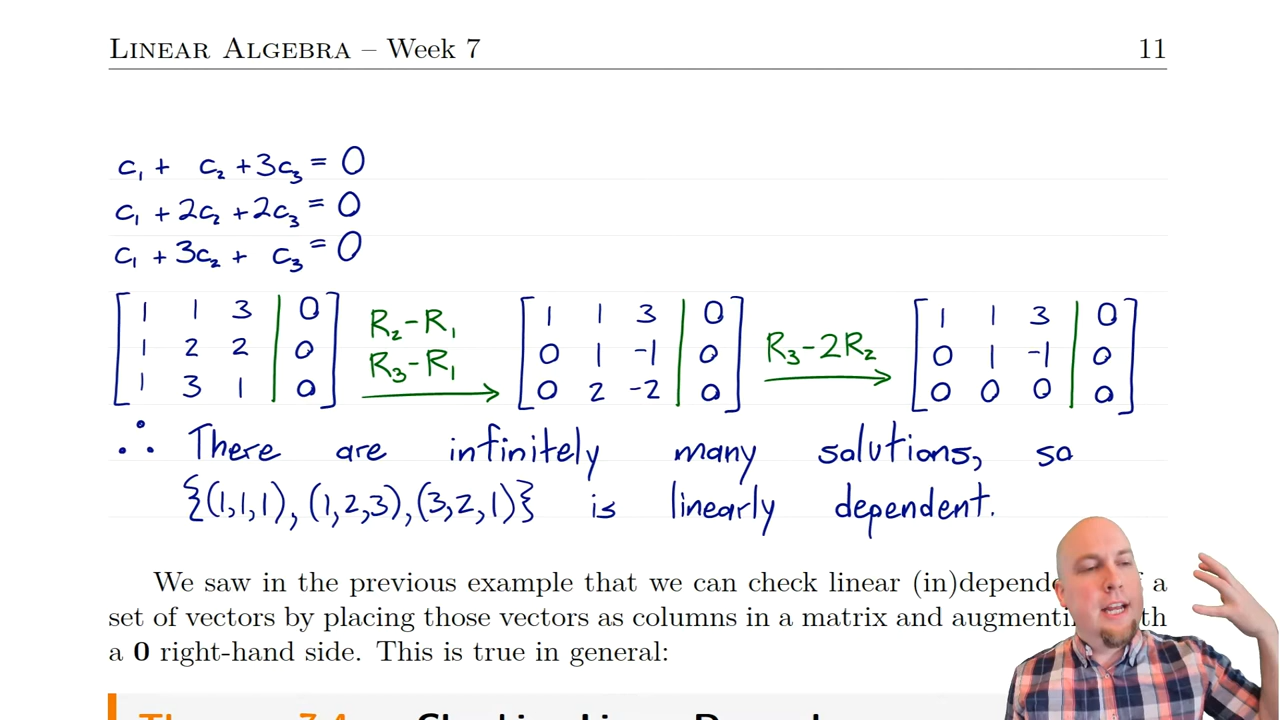 LINEAR ALGEBRA – Week 7 11
c₁ + c₂ + 3c₃ = 0
c₁ + 2c₂ + 2c₃ = 0
c₁ + 3c₂ + c₃ = 0
[1 1 3 | 0] R₂-R₁ [1 1 3 | 0] R₃-2R₂ [1 1 3 | 0]
[1 2 2 | 0] R₃-R₁ [0 1 -1 | 0] → [0 1 -1 | 0]
[1 3 1 | 0] → [0 2 -2 | 0] [0 0 0 | 0]
∴ There are infinitely many solutions, so
{(1,1,1), (1,2,3), (3,2,1)} is linearly dependent.
We saw in the previous example that we can check linear a
set of vectors by placing those vectors as columns in a matrix and
a 0 right-hand side. This is true in general: